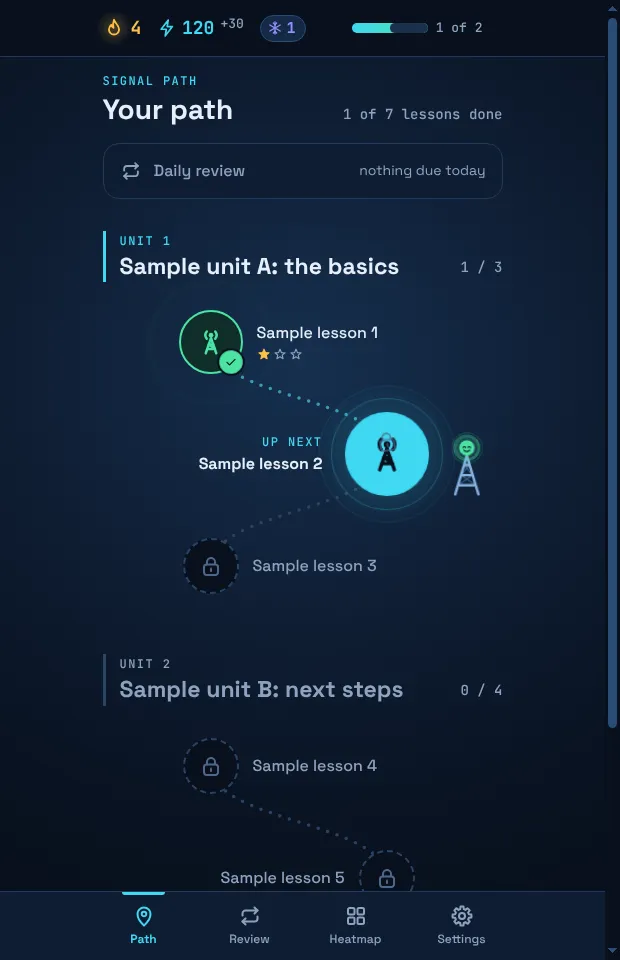 4 120 +30 1 1 of 2
SIGNAL PATH
Your path 1 of 7 lessons done
Daily review nothing due today
UNIT 1
Sample unit A: the basics 1 / 3
Sample lesson 1
UP NEXT
Sample lesson 2
Sample lesson 3
UNIT 2
Sample unit B: next steps 0 / 4
Sample lesson 4
Sample lesson 5
Path Review Heatmap Settings